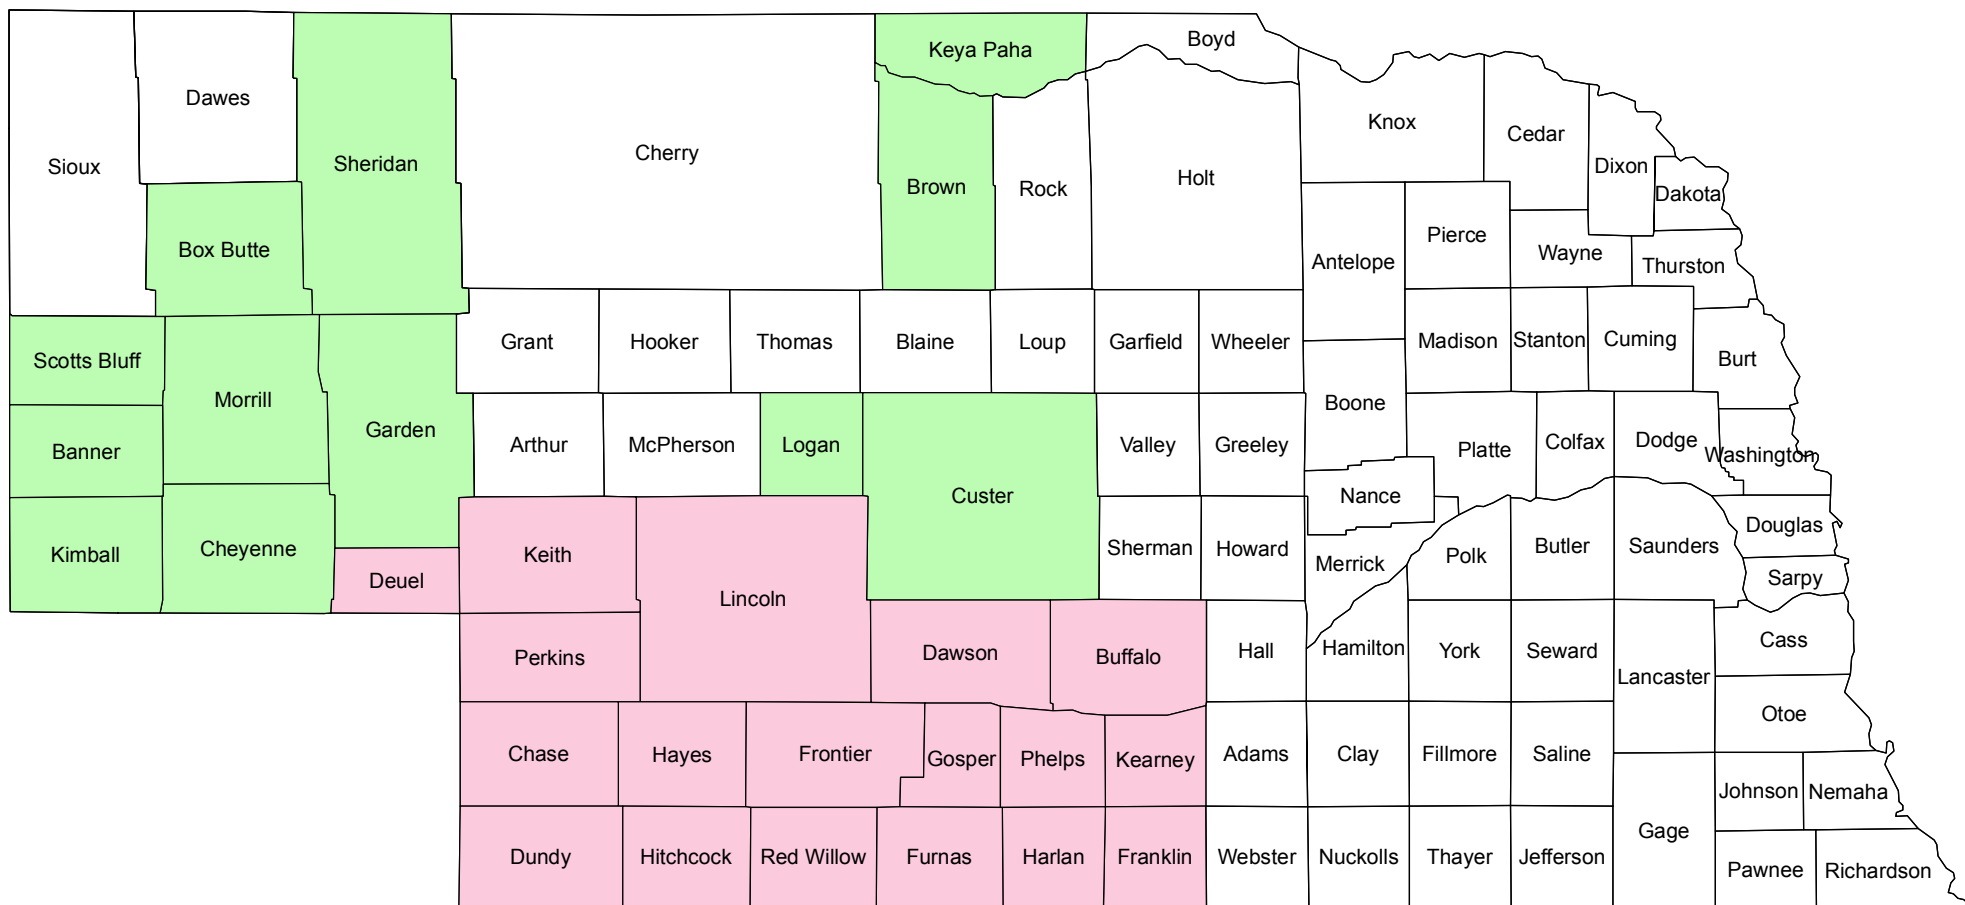 Boyd
Keya Paha
Dawes
Knox
Cedar
Cherry
Sheridan
Sioux
Dixon
Holt
Brown
Rock
Dakota
Pierce
Box Butte
Wayne
Antelope
Thurston
Grant
Hooker
Thomas
Blaine
Loup
Garfield
Wheeler
Madison
Stanton
Cuming
Burt
Scotts Bluff
Morrill
Boone
Garden
Arthur
McPherson
Logan
Valley
Greeley
Platte
Colfax
Dodge
Washington
Banner
Custer
Nance
Douglas
Kimball
Cheyenne
Keith
Sherman
Howard
Merrick
Polk
Butler
Saunders
Deuel
Sarpy
Lincoln
Perkins
Dawson
Buffalo
Hall
Hamilton
York
Seward
Cass
Lancaster
Otoe
Chase
Hayes
Frontier
Gosper
Phelps
Kearney
Adams
Clay
Fillmore
Saline
Johnson
Nemaha
Gage
Dundy
Hitchcock
Red Willow
Furnas
Harlan
Franklin
Webster
Nuckolls
Thayer
Jefferson
Pawnee
Richardson